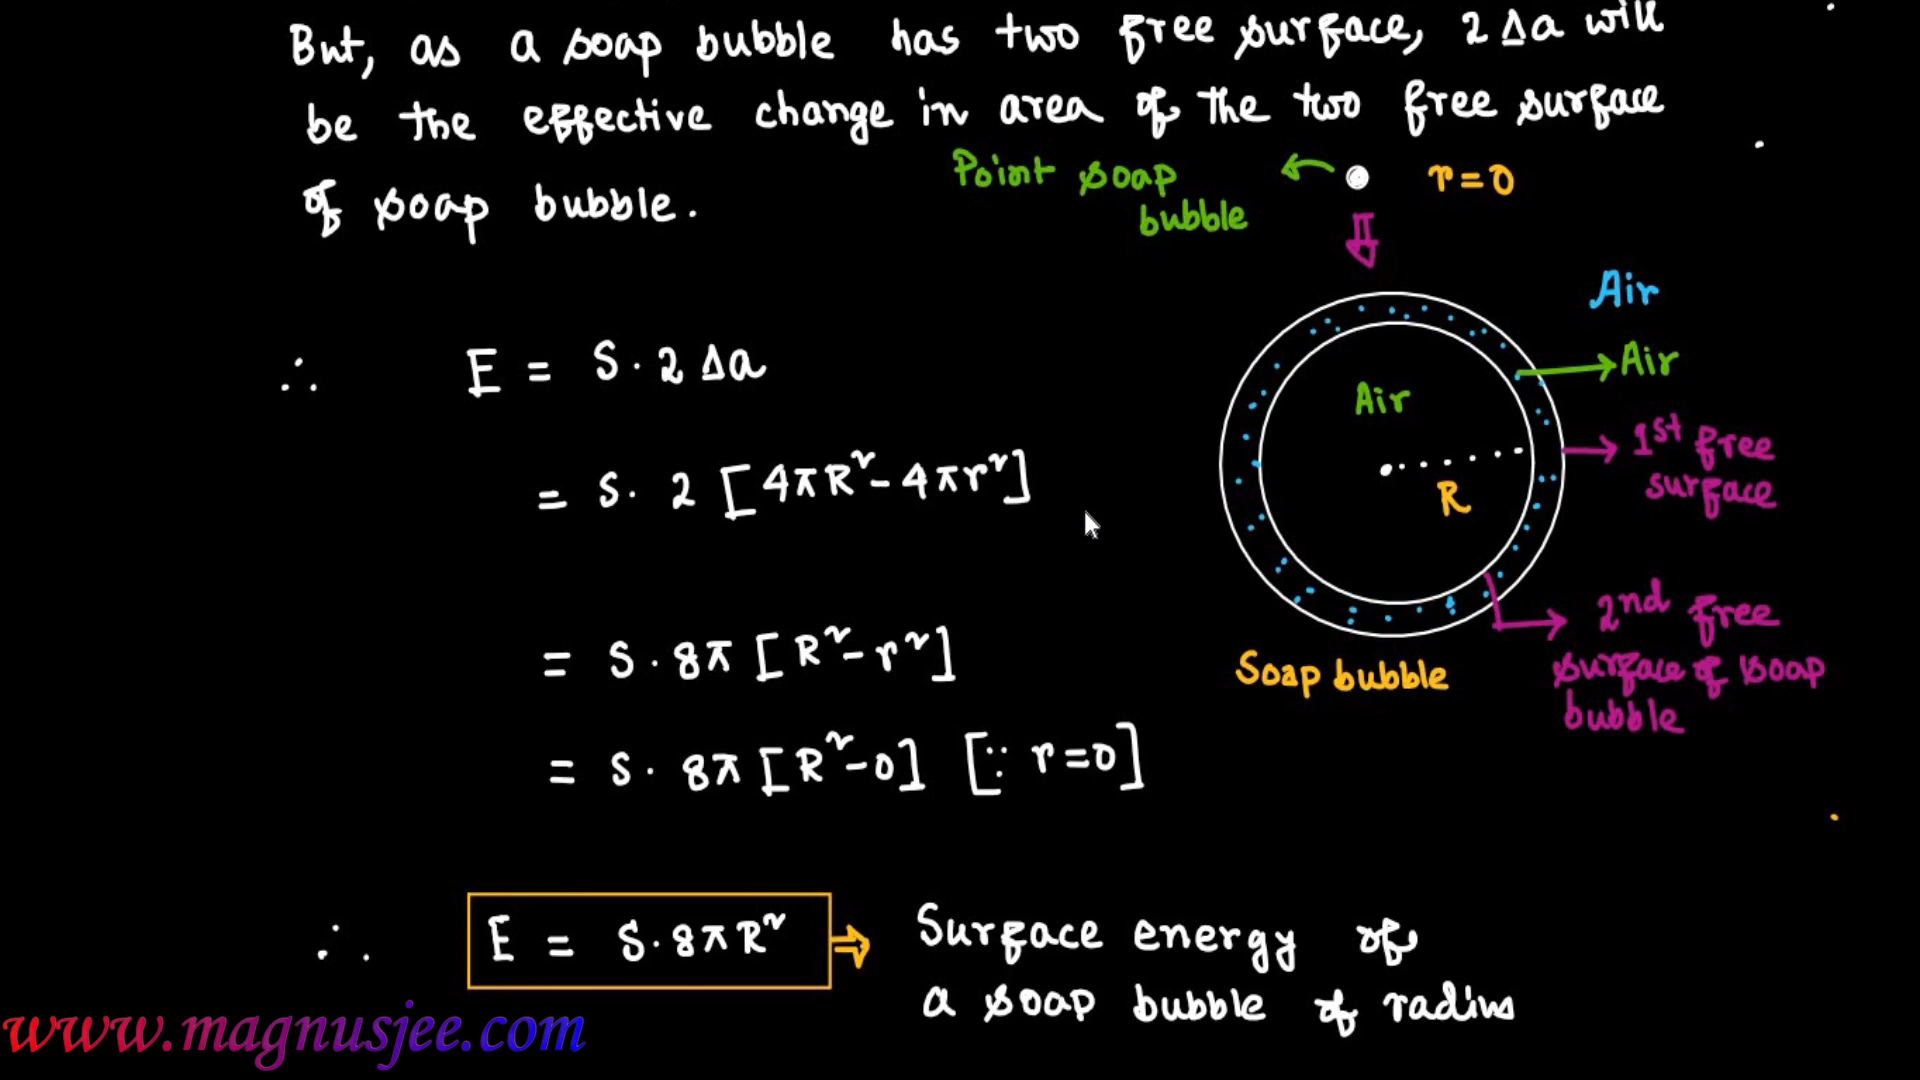 But, as a soap bubble has two free surface, 2 Δa will
be the effective change in area of the two free surface
of soap bubble.
Point soap
bubble
r=0
Air
Air
Air
1st free
surface
R
2nd free
surface of soap
bubble
Soap bubble
∴ E = S · 2 Δa
= S · 2 [4πR² - 4πr²]
= S · 8π [R² - r²]
= S · 8π [R² - 0] [∵ r=0]
∴ E = S · 8πR² ⇒ Surface energy of
a soap bubble of radius
www.magnusjee.com